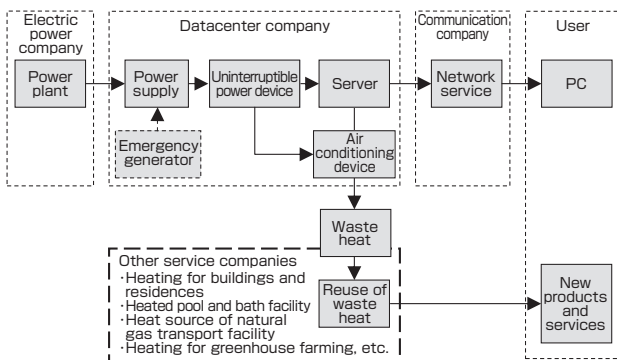 Electric
power
company
Power
plant
Datacenter company
Power
supply
Uninterruptible
power device
Server
Emergency
generator
Air
conditioning
device
Communication
company
Network
service
User
PC
Waste
heat
Other service companies
・Heating for buildings and
residences
・Heated pool and bath facility
・Heat source of natural
gas transport facility
・Heating for greenhouse farming, etc.
Reuse of
waste
heat
New
products
and
services